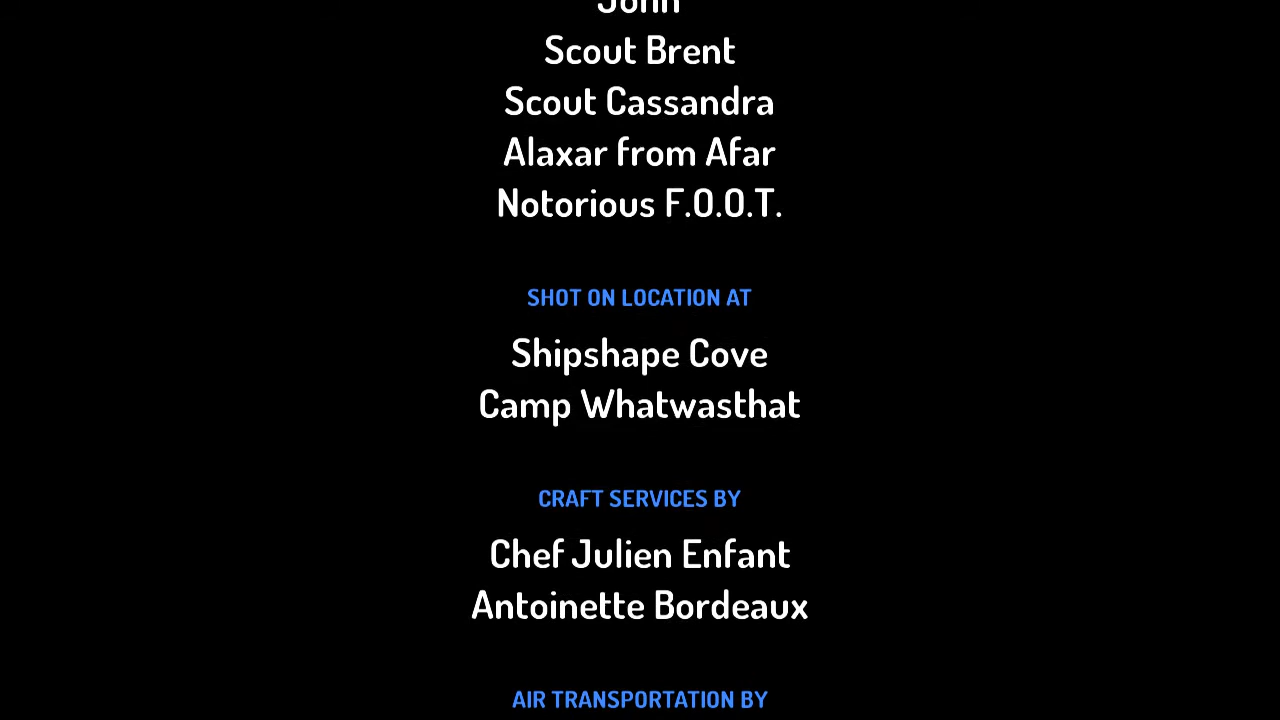 John
Scout Brent
Scout Cassandra
Alaxar from Afar
Notorious F.O.O.T.
SHOT ON LOCATION AT
Shipshape Cove
Camp Whatwasthat
CRAFT SERVICES BY
Chef Julien Enfant
Antoinette Bordeaux
AIR TRANSPORTATION BY